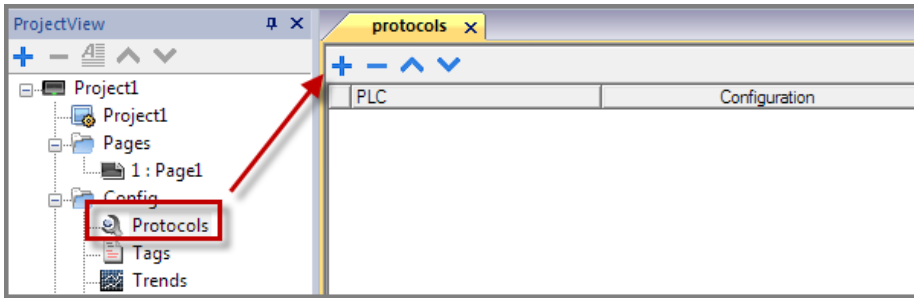 ProjectView
protocols
Project1
Project1
Pages
1 : Page1
Config
Protocols
Tags
Trends
PLC
Configuration